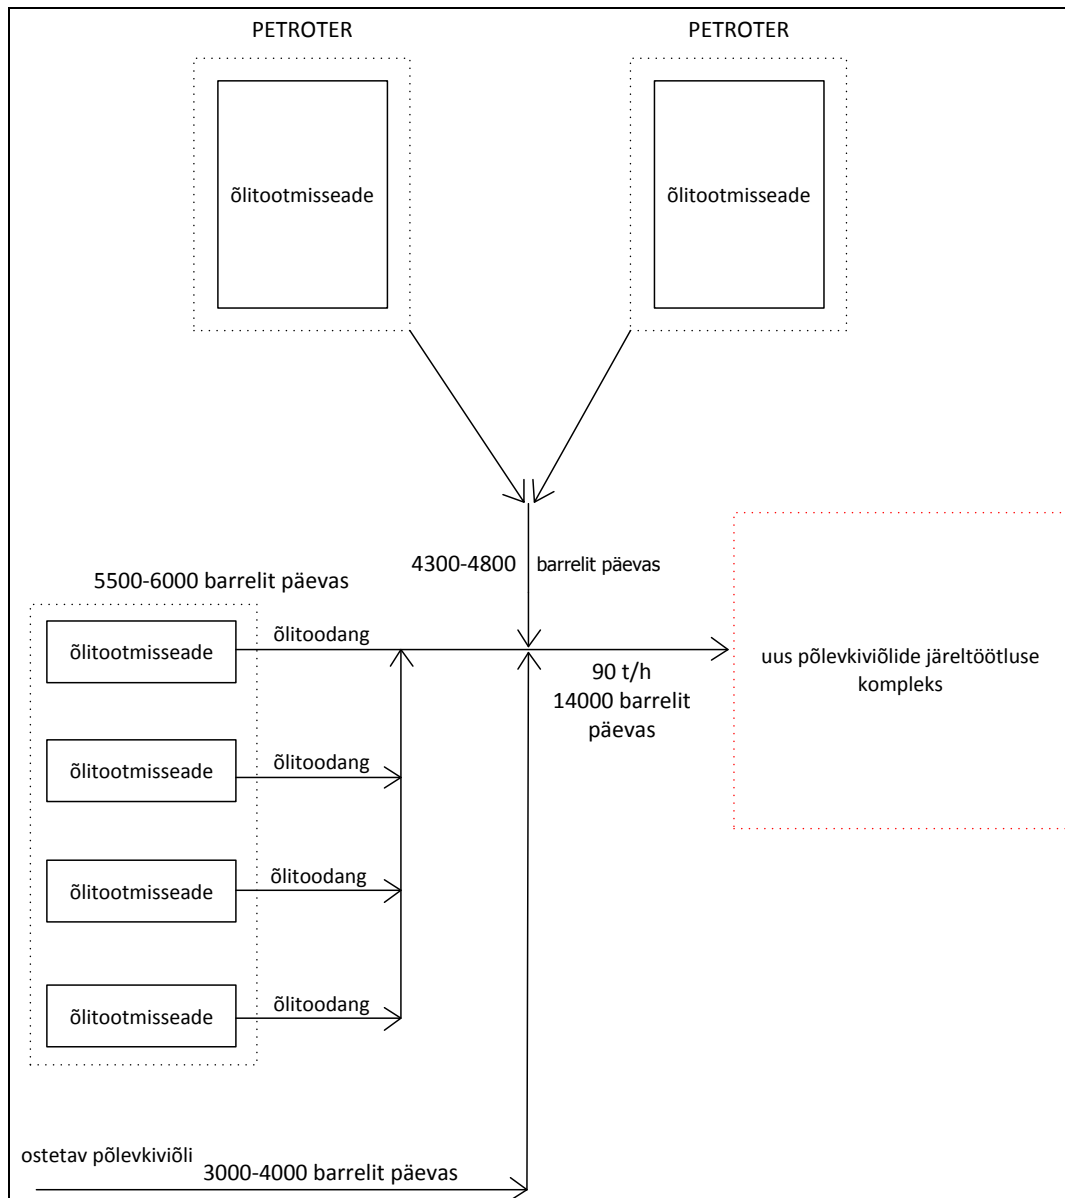 PETROTER
PETROTER
õlitootmisseade
õlitootmisseade
4300-4800 barrelit päevas
5500-6000 barrelit päevas
õlitootmisseade
õlitoodang
90 t/h
14000 barrelit
päevas
uus põlevkiviõlide järeltöötluse
kompleks
õlitootmisseade
õlitoodang
õlitootmisseade
õlitoodang
õlitootmisseade
õlitoodang
ostetav põlevkiviõli
3000-4000 barrelit päevas